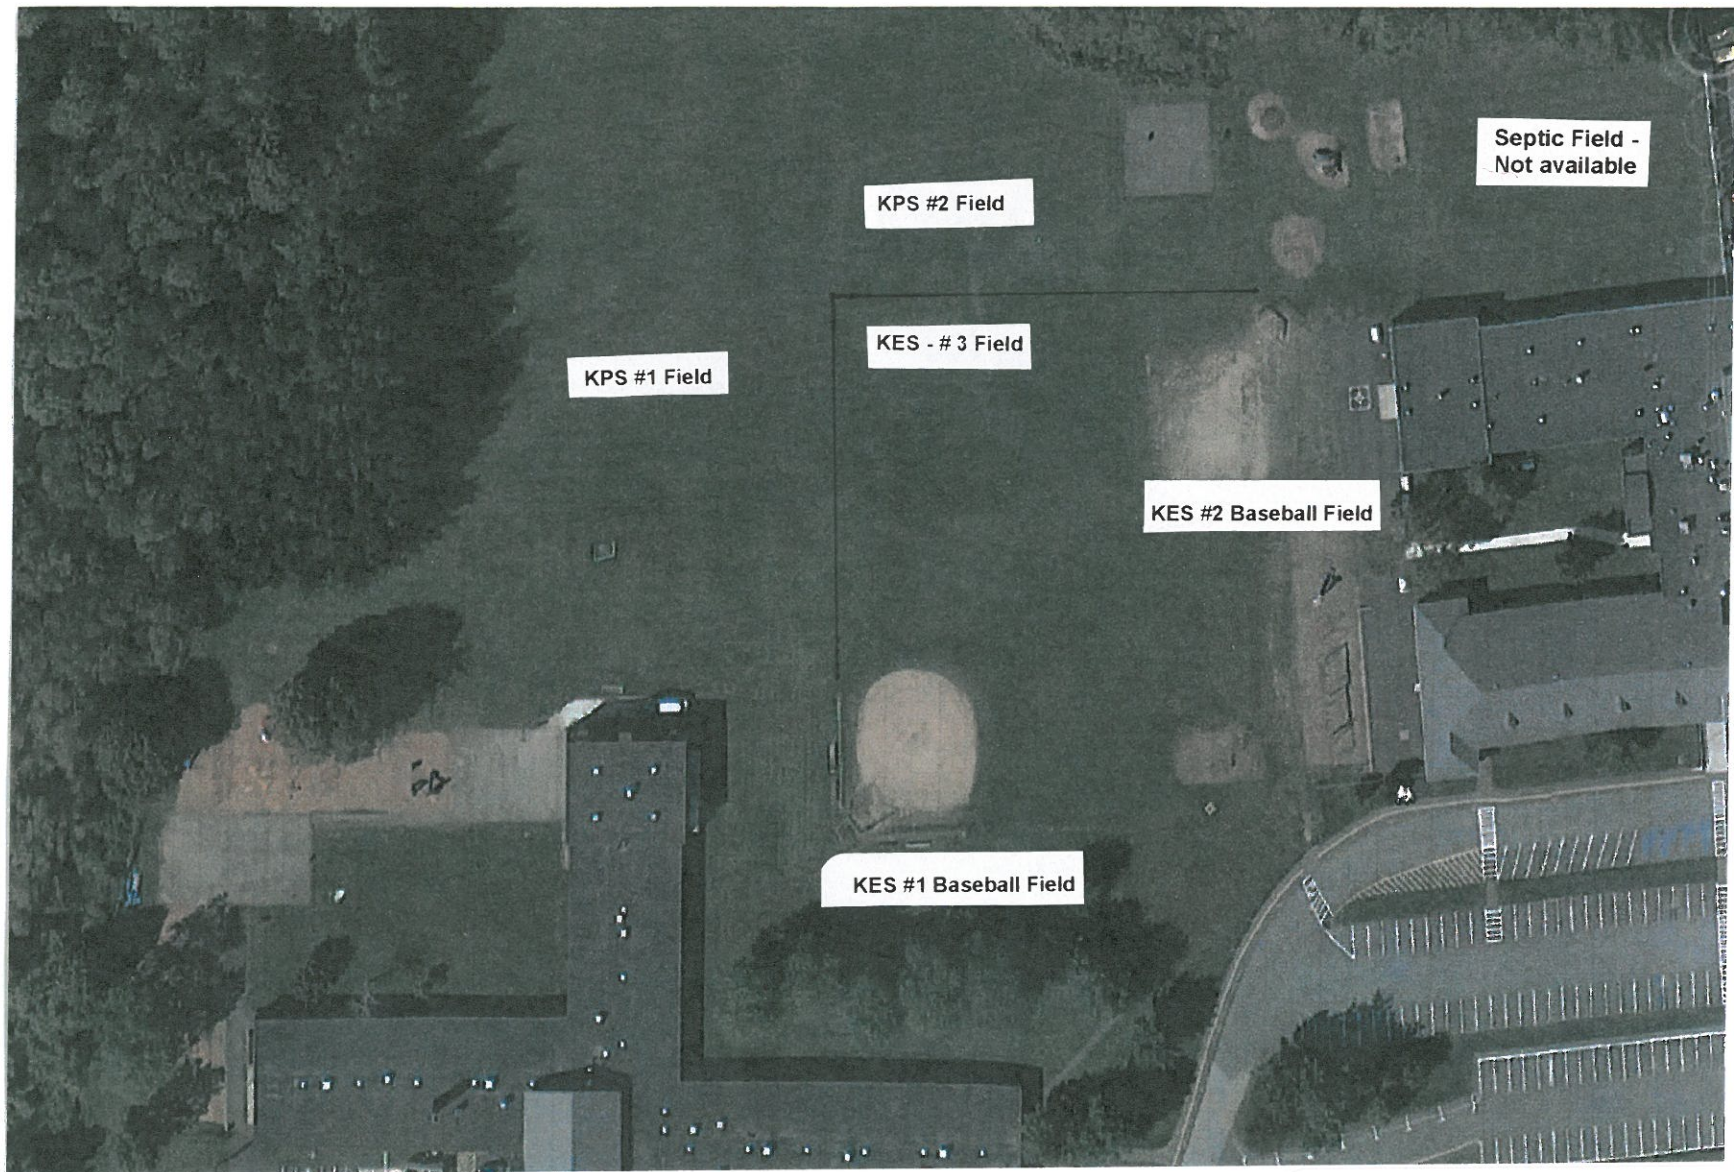 Septic Field -
Not available
KPS #2 Field
KES - # 3 Field
KPS #1 Field
KES #2 Baseball Field
KES #1 Baseball Field